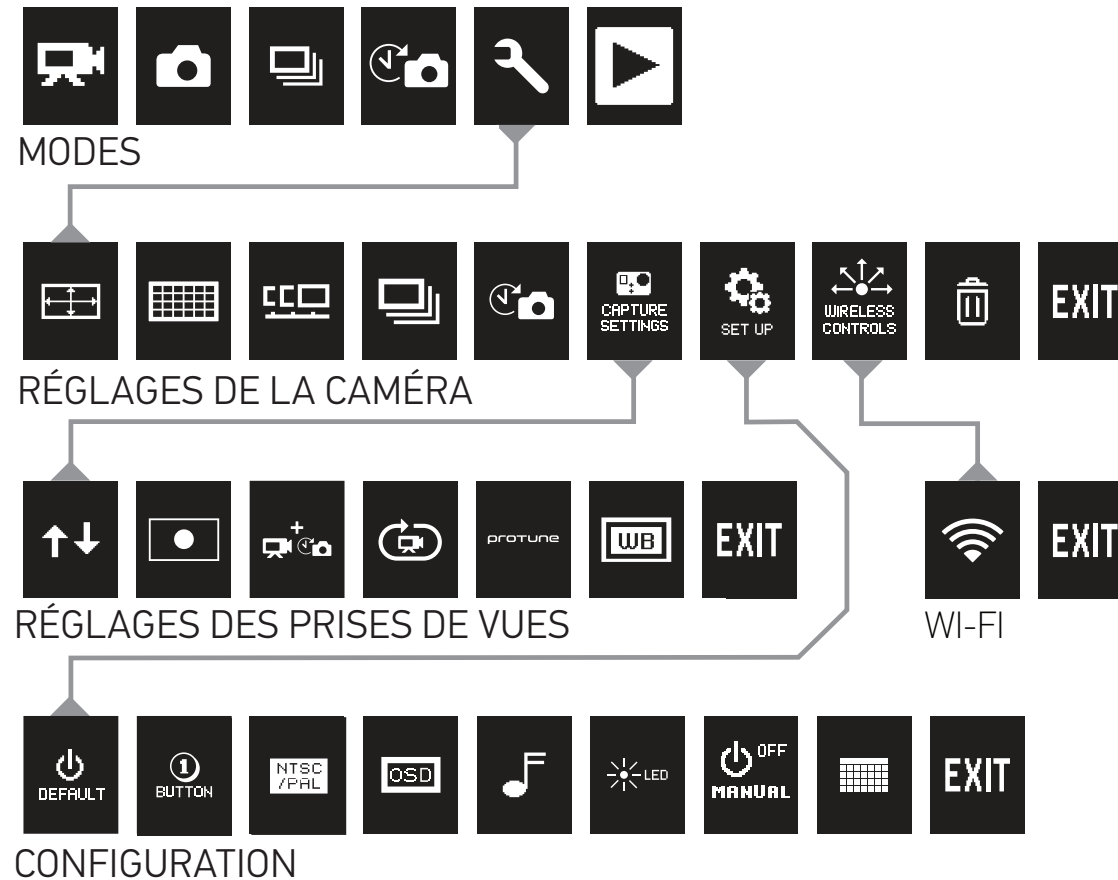 MODES
CAPTURE
SETTINGS
SET UP
WIRELESS
CONTROLS
EXIT
RÉGLAGES DE LA CAMÉRA
PROTUNE
WB
EXIT
EXIT
RÉGLAGES DES PRISES DE VUES
WI-FI
DEFAULT
1
BUTTON
NTSC
/PAL
OSD
LED
OFF
MANUAL
EXIT
CONFIGURATION